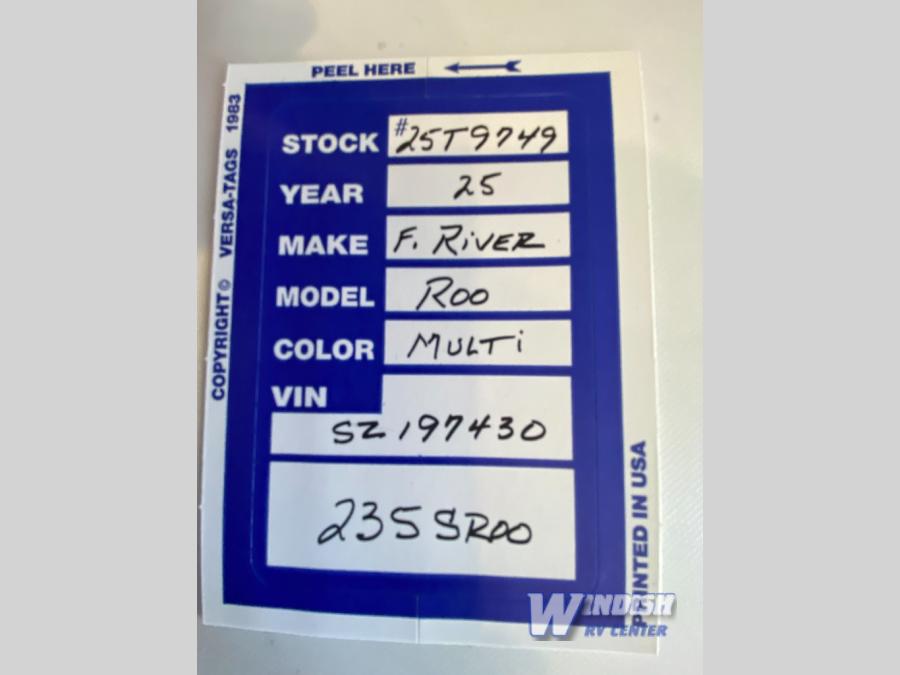 PEEL HERE
COPYRIGHT© VERSA-TAGS 1983
STOCK #25T9749
YEAR 25
MAKE F. RIVER
MODEL ROO
COLOR MULTi
VIN
SZ197430
235SROO
PRINTED IN USA
WINDISH
RV CENTER